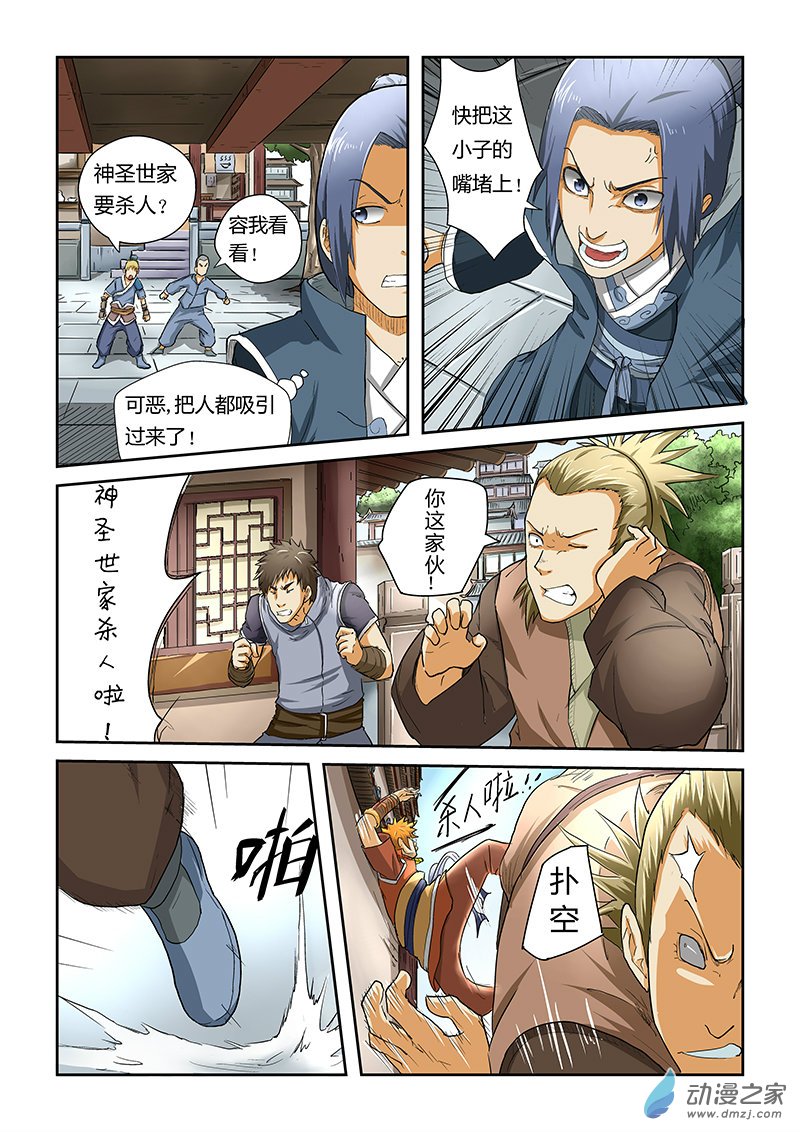 神圣世家
要杀人？
容我看
看！
可恶,把人都吸引
过来了！
快把这
小子的
嘴堵上！
神圣世家杀人啦！
你这家伙！
啪
杀人啦!!
扑空
动漫之家
www.dmzj.com